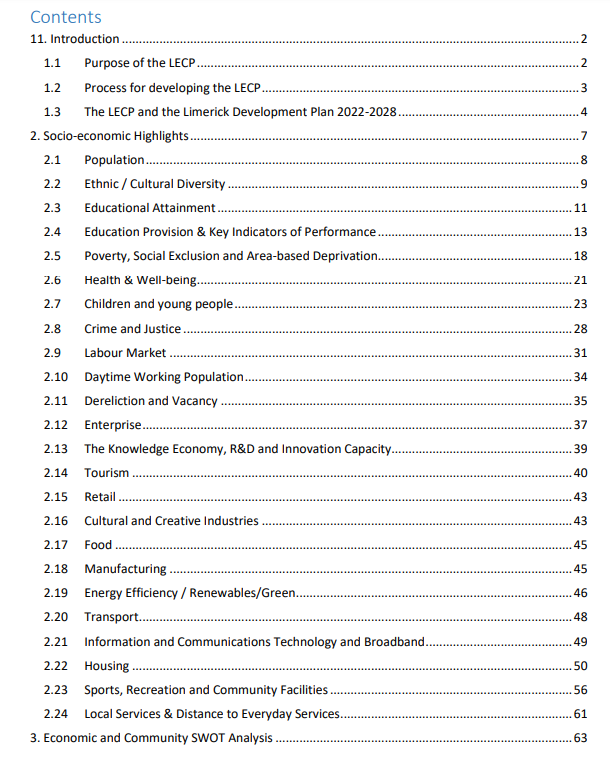 Contents
11. Introduction ........ 2
1.1 Purpose of the LECP ........ 2
1.2 Process for developing the LECP ........ 3
1.3 The LECP and the Limerick Development Plan 2022-2028 ........ 4
2. Socio-economic Highlights ........ 7
2.1 Population ........ 8
2.2 Ethnic / Cultural Diversity ........ 9
2.3 Educational Attainment ........ 11
2.4 Education Provision & Key Indicators of Performance ........ 13
2.5 Poverty, Social Exclusion and Area-based Deprivation ........ 18
2.6 Health & Well-being ........ 21
2.7 Children and young people ........ 23
2.8 Crime and Justice ........ 28
2.9 Labour Market ........ 31
2.10 Daytime Working Population ........ 34
2.11 Dereliction and Vacancy ........ 35
2.12 Enterprise ........ 37
2.13 The Knowledge Economy, R&D and Innovation Capacity ........ 39
2.14 Tourism ........ 40
2.15 Retail ........ 43
2.16 Cultural and Creative Industries ........ 43
2.17 Food ........ 45
2.18 Manufacturing ........ 45
2.19 Energy Efficiency / Renewables/Green ........ 46
2.20 Transport ........ 48
2.21 Information and Communications Technology and Broadband ........ 49
2.22 Housing ........ 50
2.23 Sports, Recreation and Community Facilities ........ 56
2.24 Local Services & Distance to Everyday Services ........ 61
3. Economic and Community SWOT Analysis ........ 63